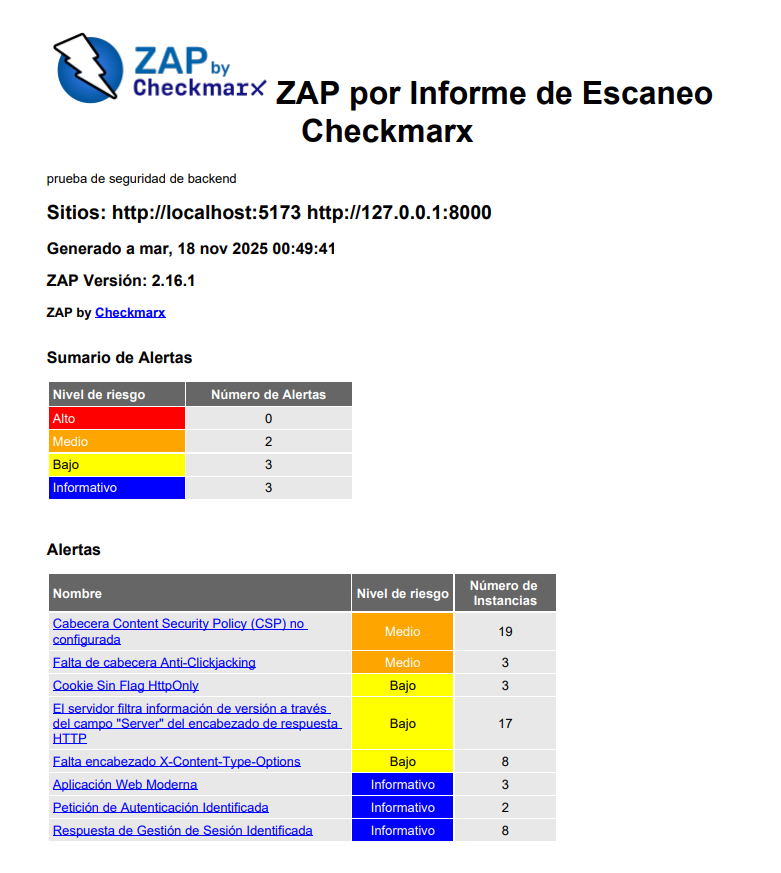 ZAP by
Checkmarx
ZAP por Informe de Escaneo
Checkmarx
prueba de seguridad de backend
Sitios: http://localhost:5173 http://127.0.0.1:8000
Generado a mar, 18 nov 2025 00:49:41
ZAP Versión: 2.16.1
ZAP by Checkmarx
Sumario de Alertas
Nivel de riesgo Número de Alertas
Alto 0
Medio 2
Bajo 3
Informativo 3
Alertas
Nombre Nivel de riesgo Número de
Instancias
Cabecera Content Security Policy (CSP) no
configurada Medio 19
Falta de cabecera Anti-Clickjacking Medio 3
Cookie Sin Flag HttpOnly Bajo 3
El servidor filtra información de versión a través
del campo "Server" del encabezado de respuesta
HTTP Bajo 17
Falta encabezado X-Content-Type-Options Bajo 8
Aplicación Web Moderna Informativo 3
Petición de Autenticación Identificada Informativo 2
Respuesta de Gestión de Sesión Identificada Informativo 8